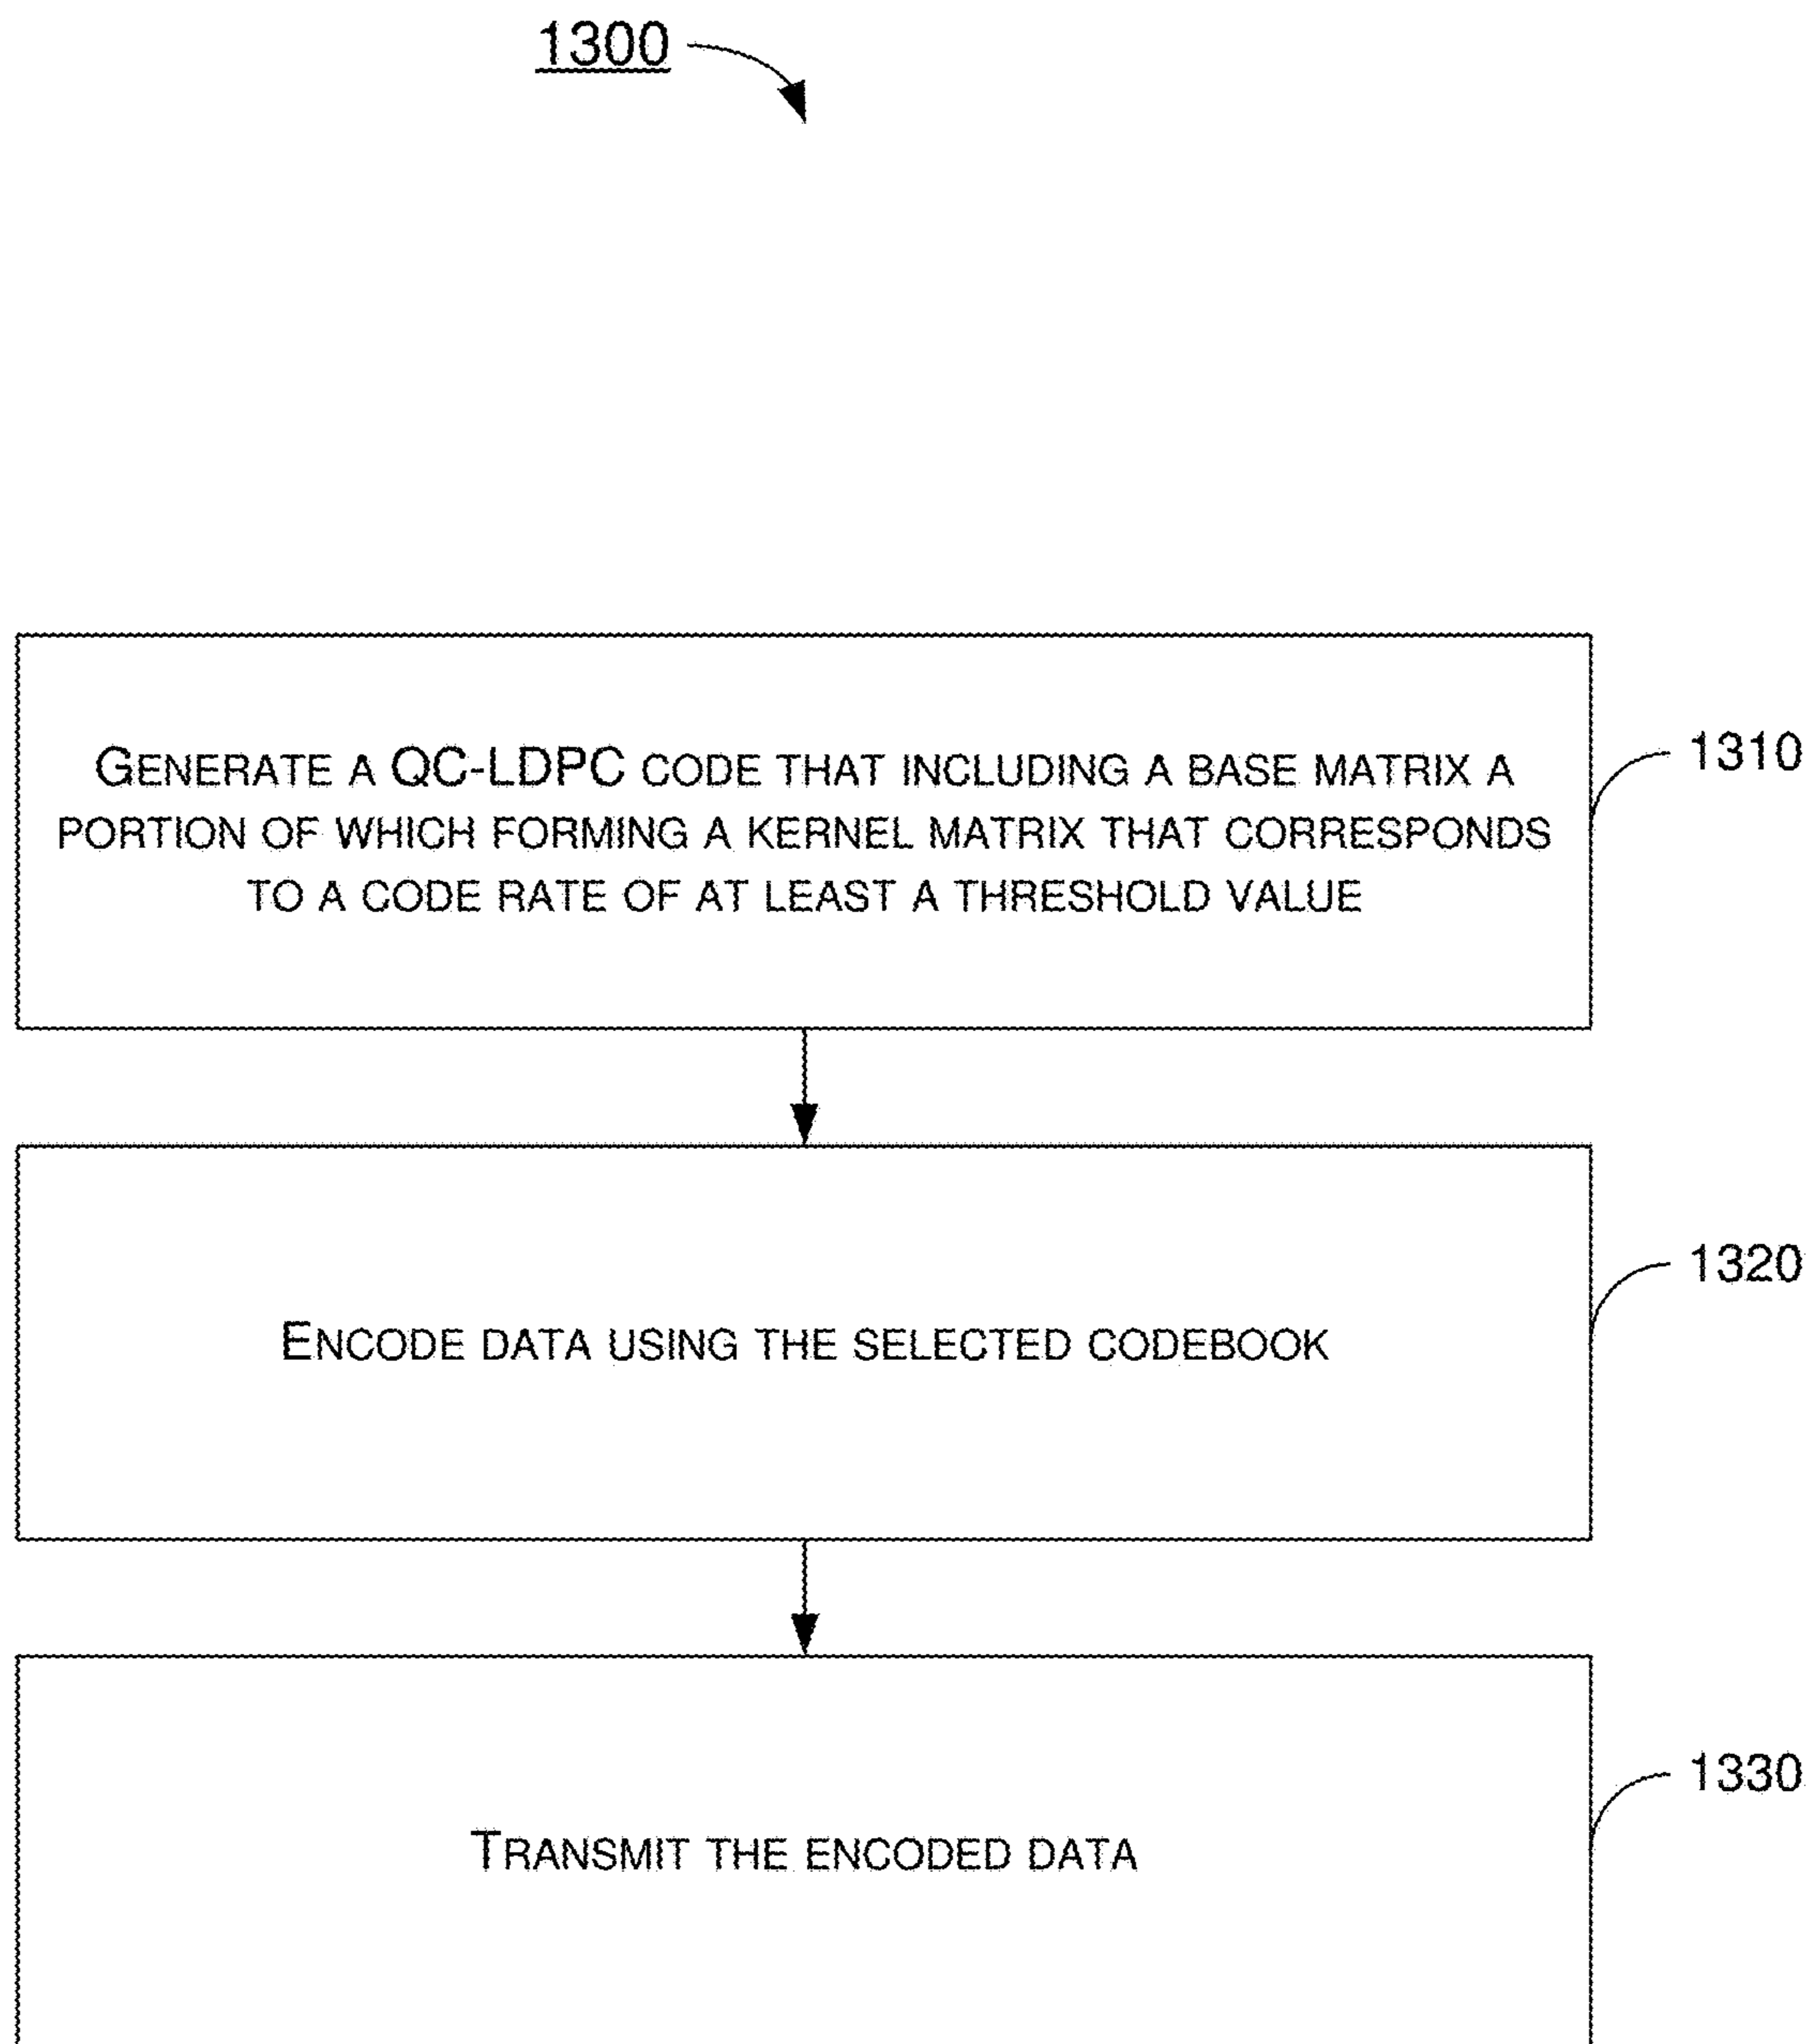 1300
GENERATE A QC-LDPC CODE THAT INCLUDING A BASE MATRIX A
PORTION OF WHICH FORMING A KERNEL MATRIX THAT CORRESPONDS
TO A CODE RATE OF AT LEAST A THRESHOLD VALUE
1310
ENCODE DATA USING THE SELECTED CODEBOOK
1320
TRANSMIT THE ENCODED DATA
1330